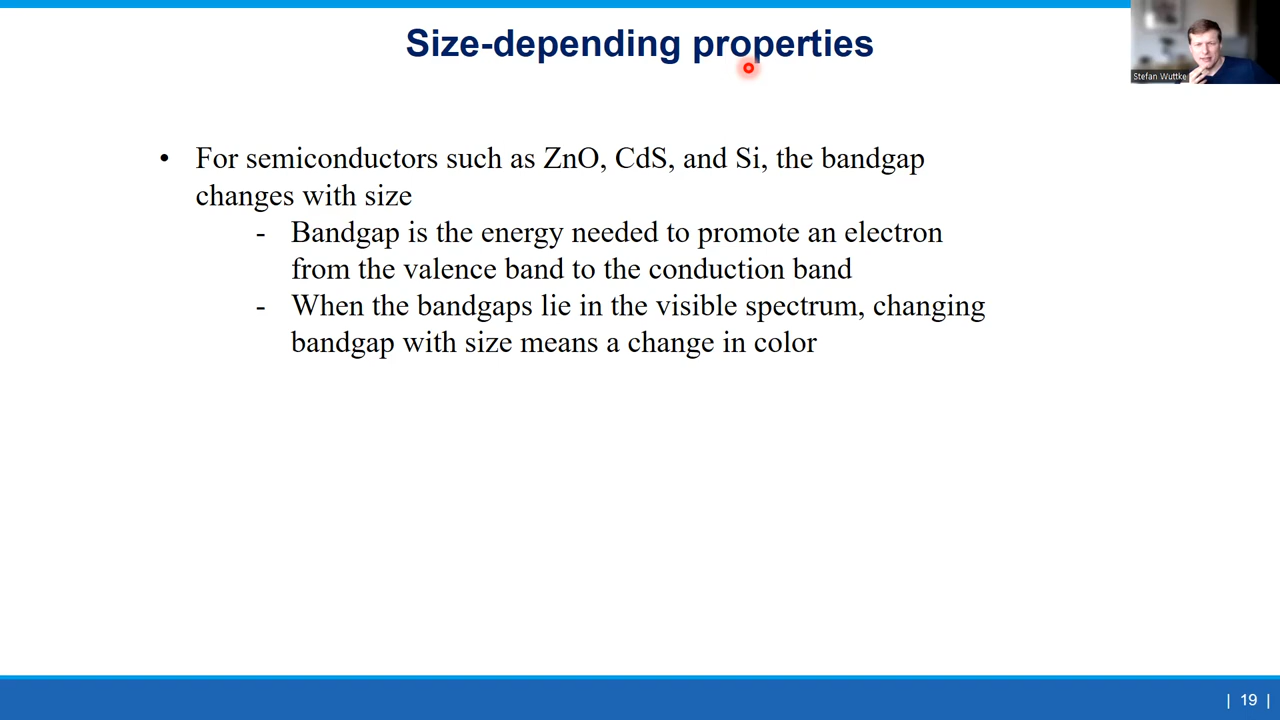 Size-depending properties
Stefan Wuttke
• For semiconductors such as ZnO, CdS, and Si, the bandgap
changes with size
- Bandgap is the energy needed to promote an electron
from the valence band to the conduction band
- When the bandgaps lie in the visible spectrum, changing
bandgap with size means a change in color
| 19 |